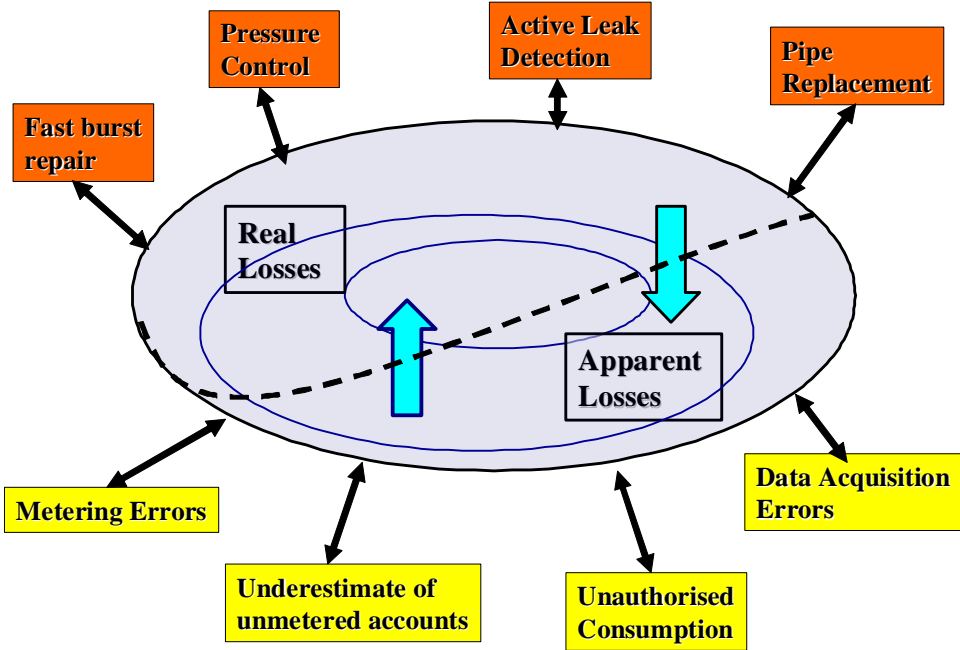 Pressure
Control
Active Leak
Detection
Pipe
Replacement
Fast burst
repair
Real
Losses
Apparent
Losses
Metering Errors
Data Acquisition
Errors
Underestimate of
unmetered accounts
Unauthorised
Consumption